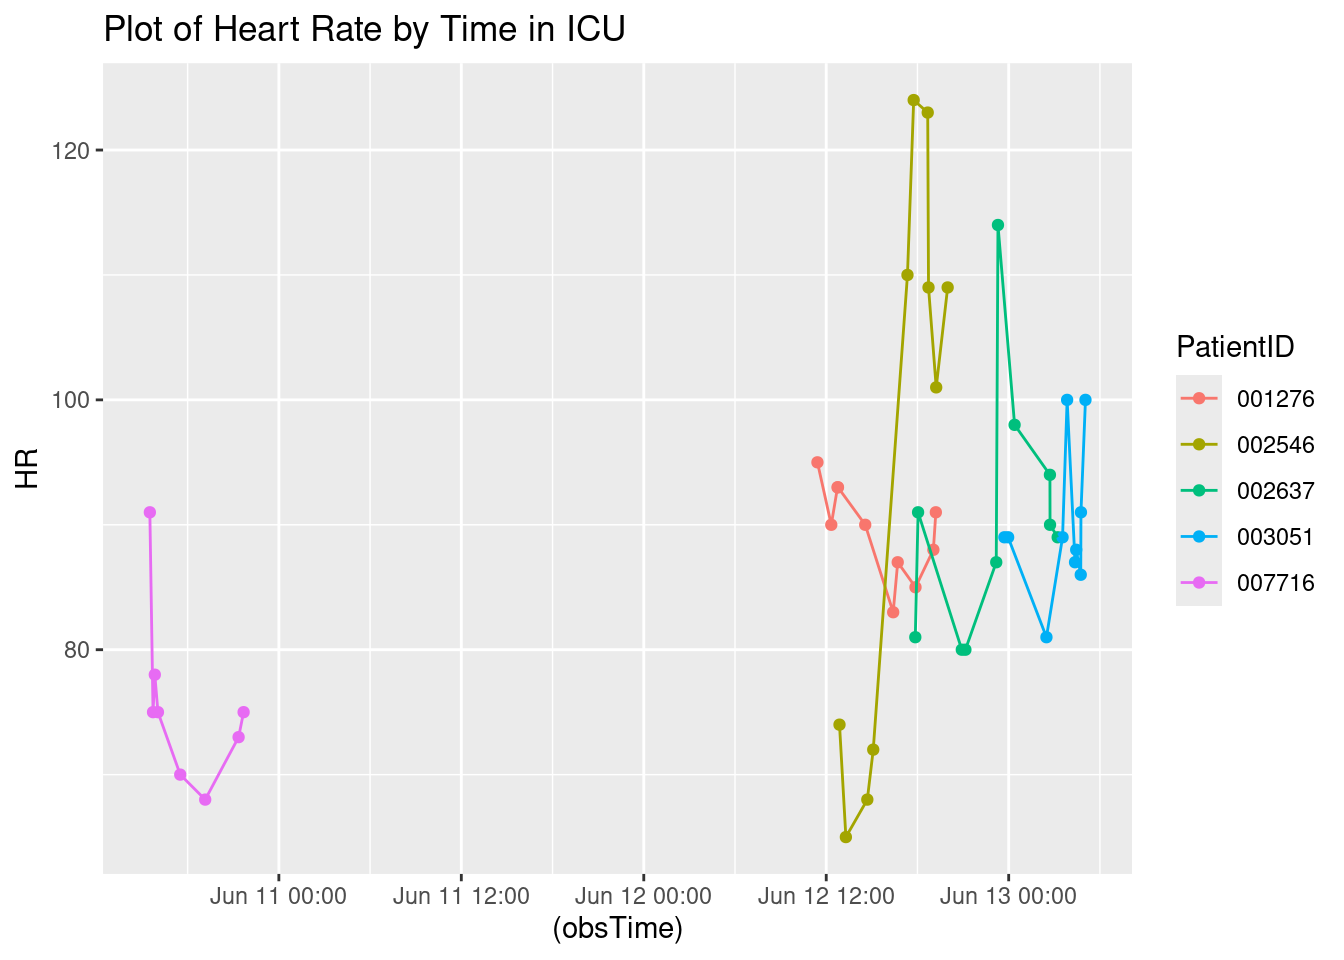 Plot of Heart Rate by Time in ICU
HR
120
100
80
Jun 11 00:00 Jun 11 12:00 Jun 12 00:00 Jun 12 12:00 Jun 13 00:00
(obsTime)
PatientID
001276
002546
002637
003051
007716